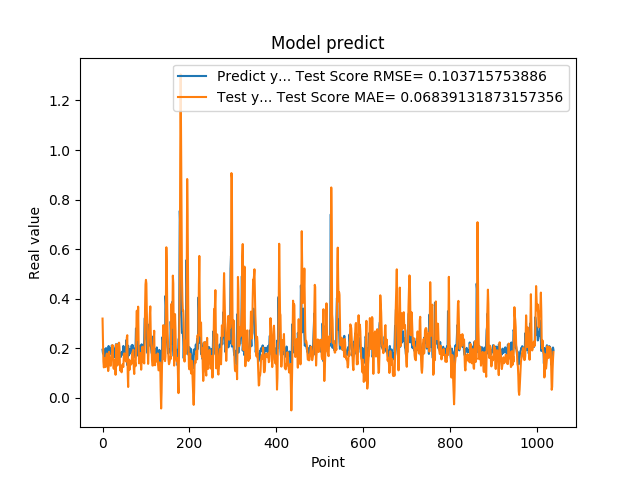 Model predict
Predict y... Test Score RMSE= 0.103715753886
Test y... Test Score MAE= 0.06839131873157356
1.2
1.0
0.8
0.6
0.4
0.2
0.0
Real value
0 200 400 600 800 1000
Point